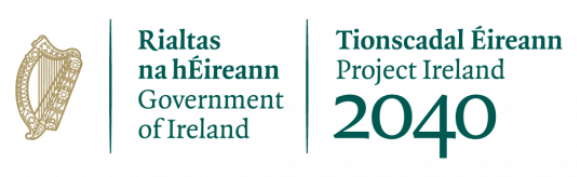 Rialtas
na hÉireann
Government
of Ireland
Tionscadal Éireann
Project Ireland
2040